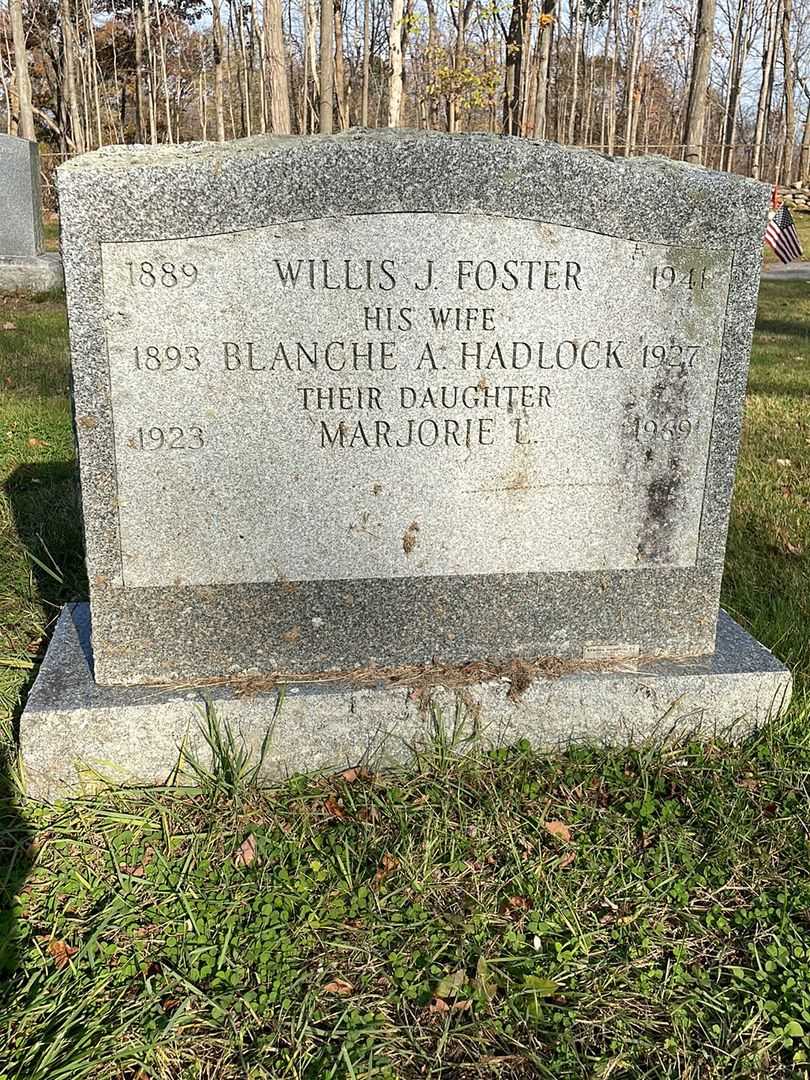 1889 WILLIS J. FOSTER 1941
HIS WIFE
1893 BLANCHE A. HADLOCK 1927
THEIR DAUGHTER
1923 MARJORIE L. 1969